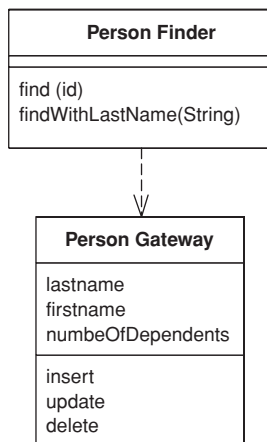 Person Finder
find (id)
findWithLastName(String)
Person Gateway
lastname
firstname
numbeOfDependents
insert
update
delete